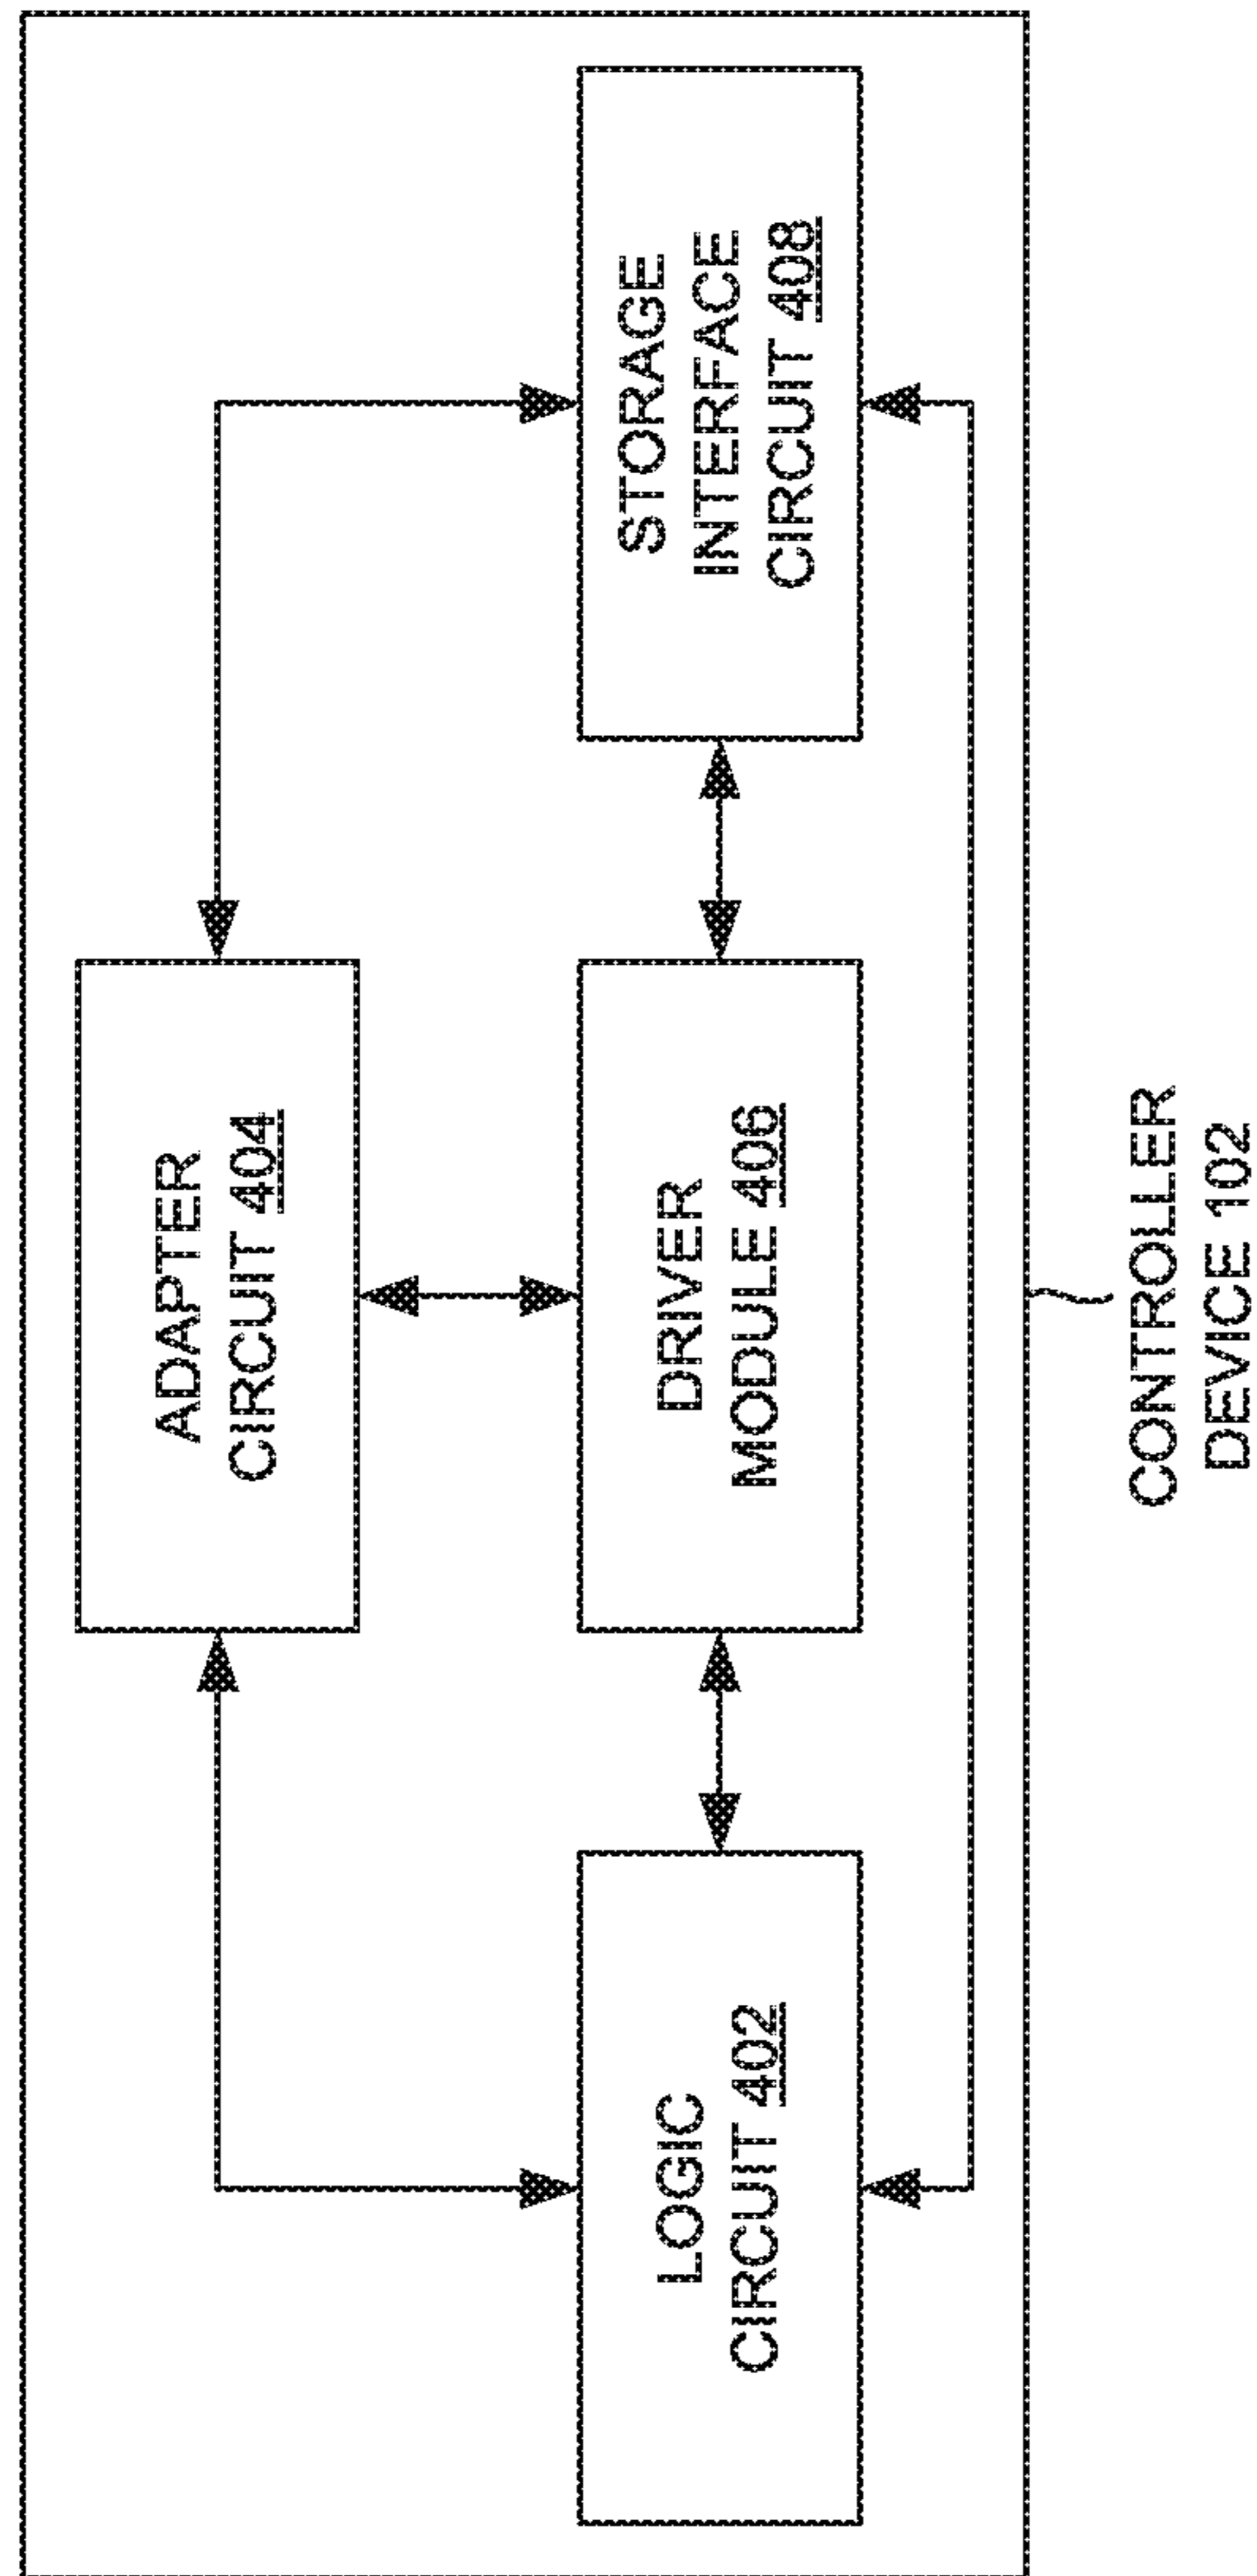 ADAPTER
CIRCUIT 404
LOGIC
CIRCUIT 402
DRIVER
MODULE 406
STORAGE
INTERFACE
CIRCUIT 408
CONTROLLER
DEVICE 102